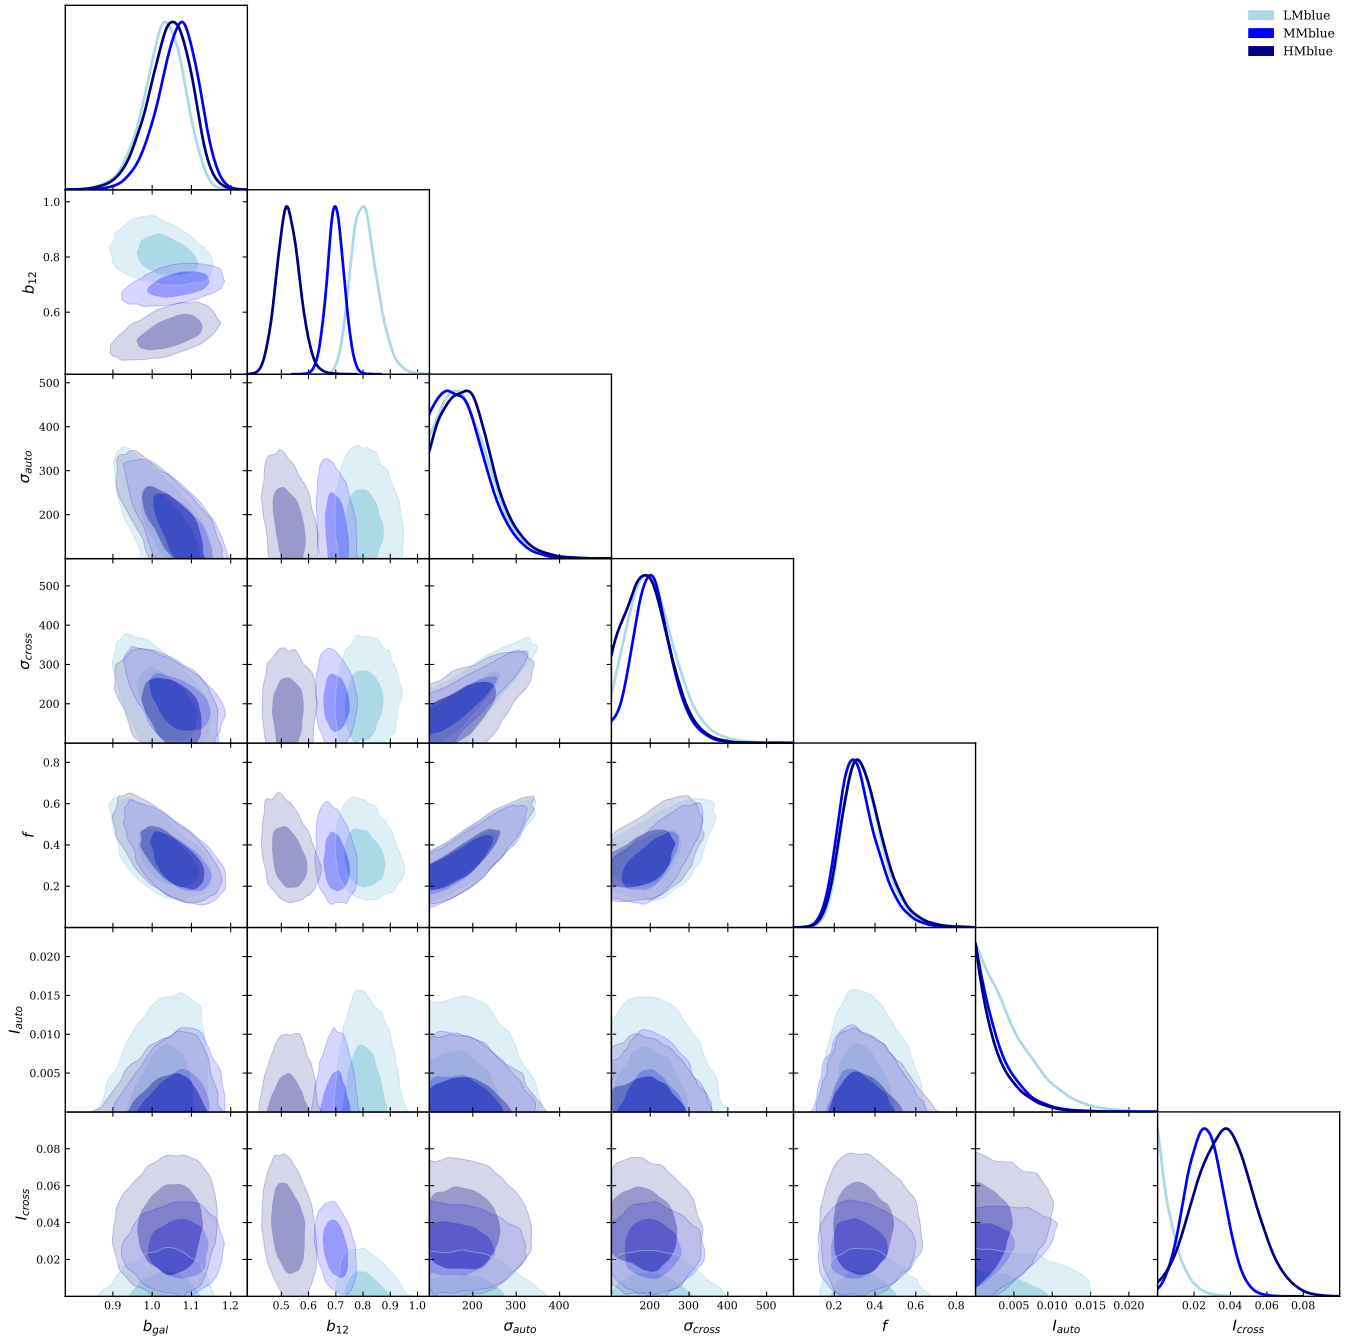 LMblue
MMblue
HMblue
1.0
0.8
0.6
b12
500
400
300
200
σauto
500
400
300
200
σcross
0.8
0.6
0.4
0.2
f
0.020
0.015
0.010
0.005
Iauto
0.08
0.06
0.04
0.02
Icross
0.9 1.0 1.1 1.2
0.5 0.6 0.7 0.8 0.9 1.0
200 300 400
200 300 400 500
0.2 0.4 0.6 0.8
0.005 0.010 0.015 0.020
0.02 0.04 0.06 0.08
bgal
b12
σauto
σcross
f
Iauto
Icross